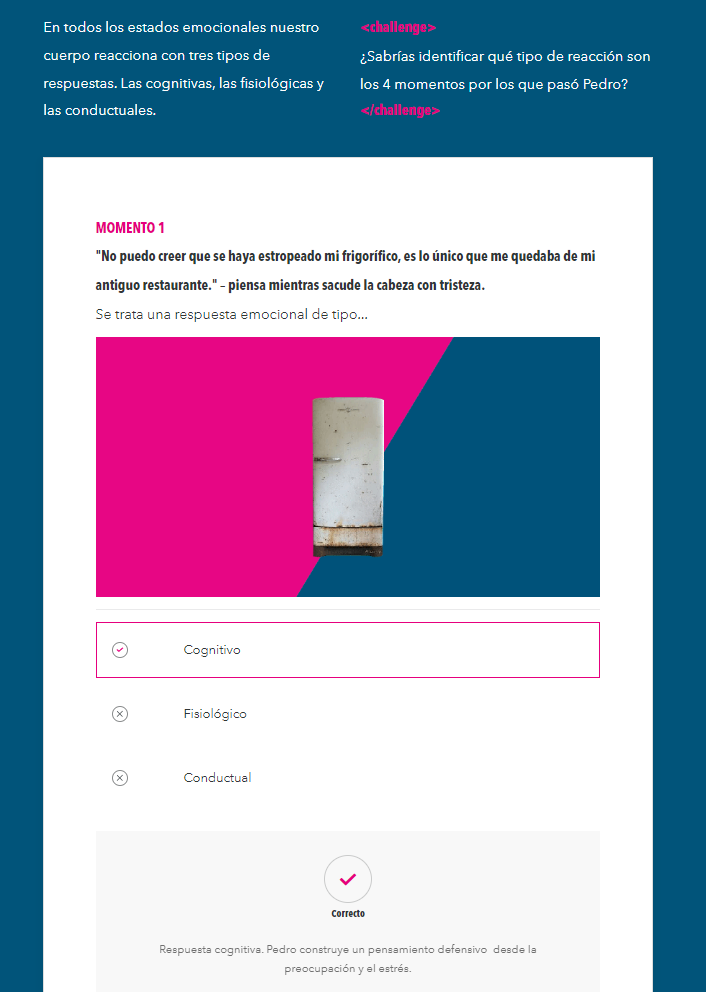 En todos los estados emocionales nuestro
cuerpo reacciona con tres tipos de
respuestas. Las cognitivas, las fisiológicas y
las conductuales.
<challenge>
¿Sabrías identificar qué tipo de reacción son
los 4 momentos por los que pasó Pedro?
</challenge>
MOMENTO 1
"No puedo creer que se haya estropeado mi frigorífico, es lo único que me quedaba de mi
antiguo restaurante." – piensa mientras sacude la cabeza con tristeza.
Se trata una respuesta emocional de tipo...
Cognitivo
Fisiológico
Conductual
Correcto
Respuesta cognitiva. Pedro construye un pensamiento defensivo  desde la
preocupación y el estrés.